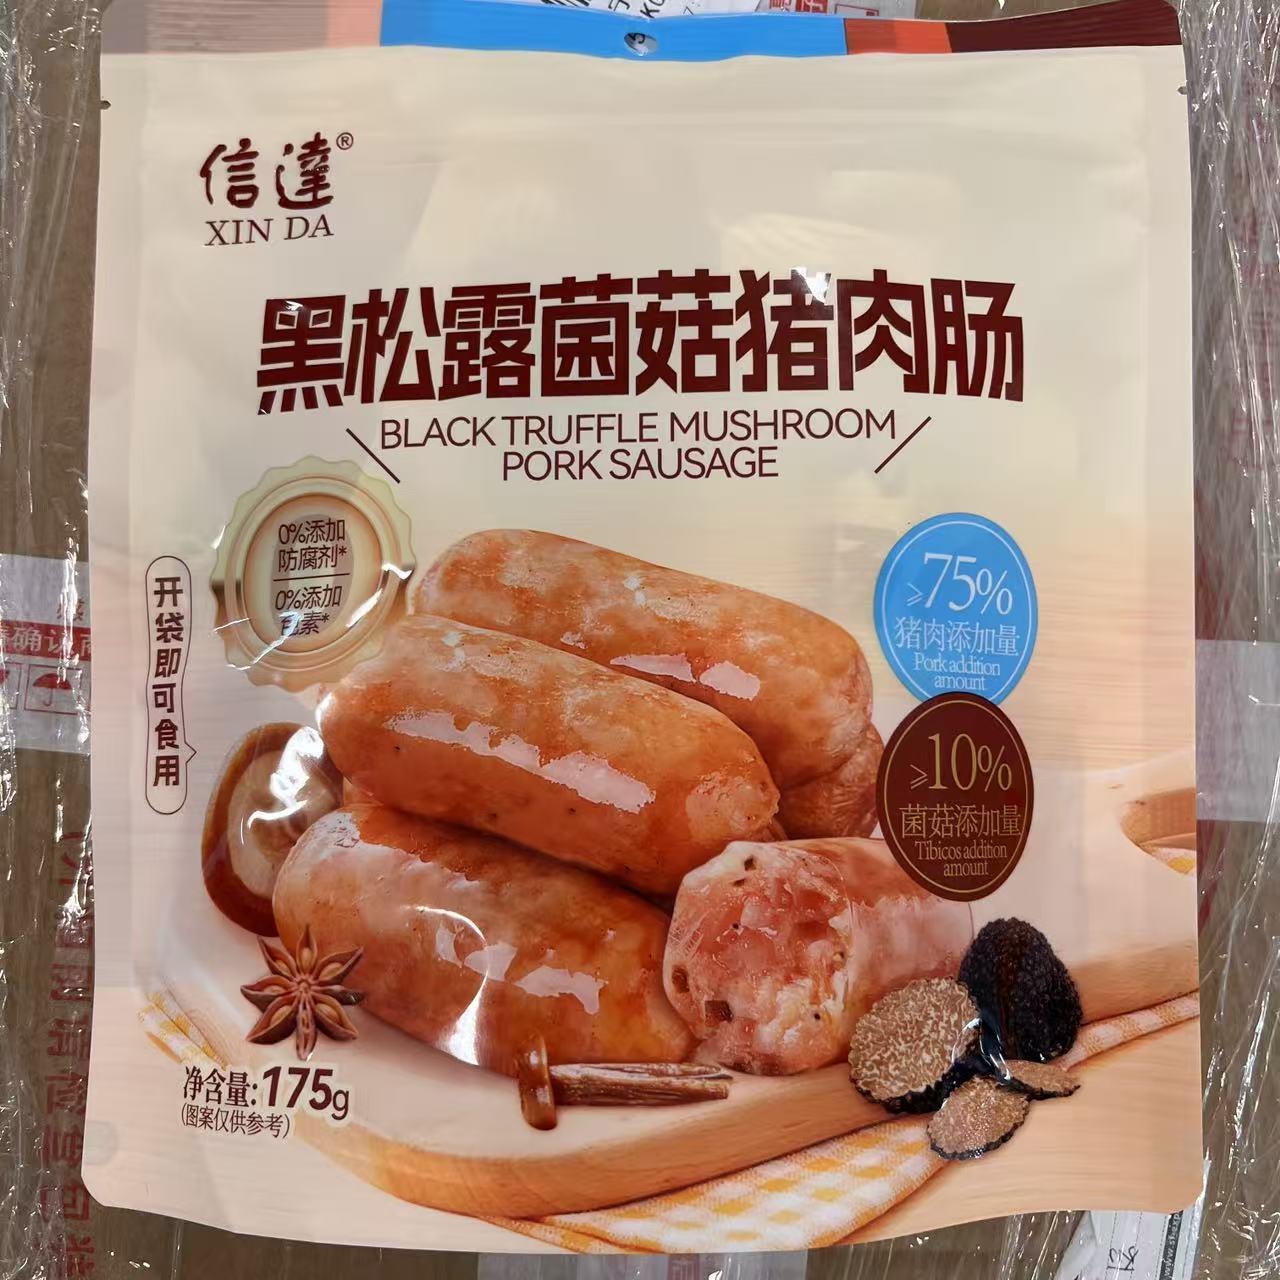 信達®
XIN DA
黑松露菌菇猪肉肠
BLACK TRUFFLE MUSHROOM
PORK SAUSAGE
0%添加
防腐剂*
0%添加
色素*
开袋即可食用
≥75%
猪肉添加量
Pork addition
amount
≥10%
菌菇添加量
Tibicos addition
amount
净含量:175g
(图案仅供参考)